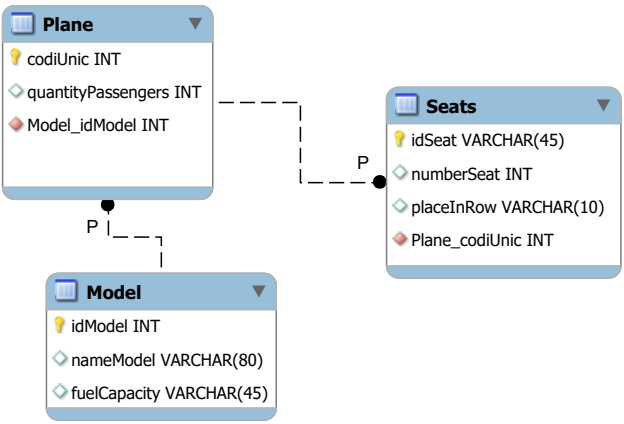 Plane
codiUnic INT
quantityPassengers INT
Model_idModel INT
P
Seats
idSeat VARCHAR(45)
numberSeat INT
placeInRow VARCHAR(10)
Plane_codiUnic INT
P
Model
idModel INT
nameModel VARCHAR(80)
fuelCapacity VARCHAR(45)